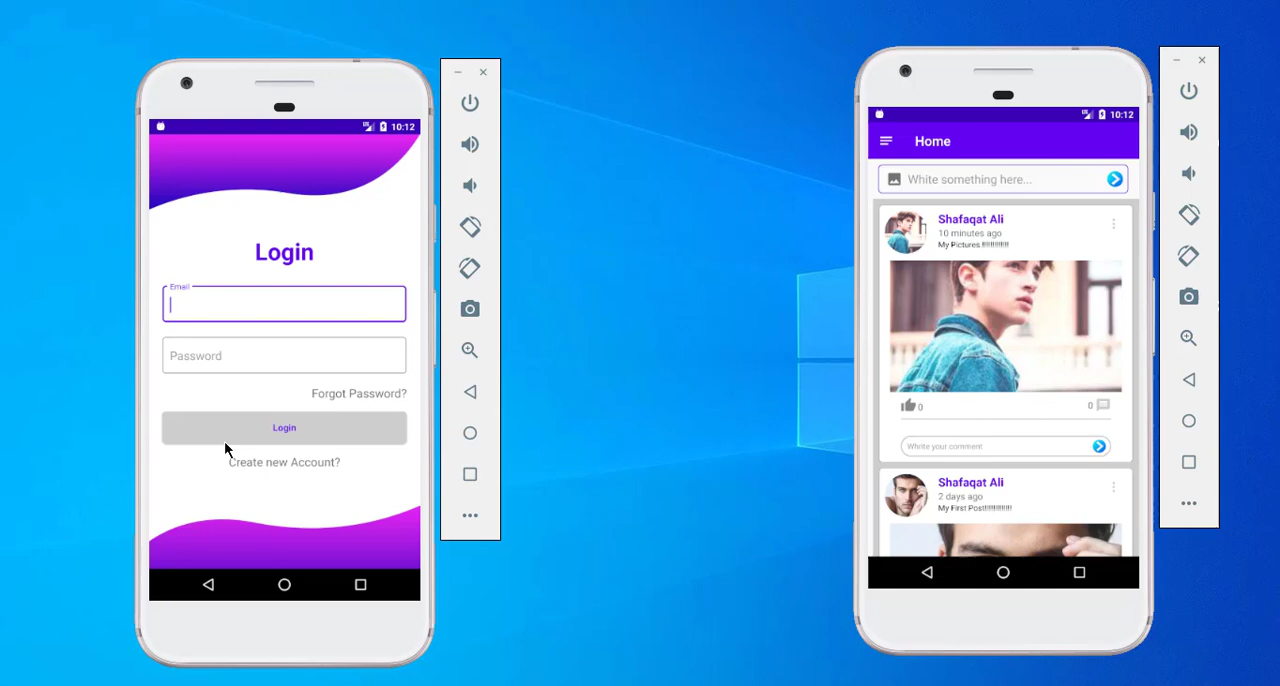 10:12
Login
Email
Password
Forgot Password?
Login
Create new Account?
10:12
Home
White something here...
Shafaqat Ali
10 minutes ago
My Pictures.!!!!!!!!!!!!!
0
0
Whrite your comment
Shafaqat Ali
2 days ago
My First Post!!!!!!!!!!!!!